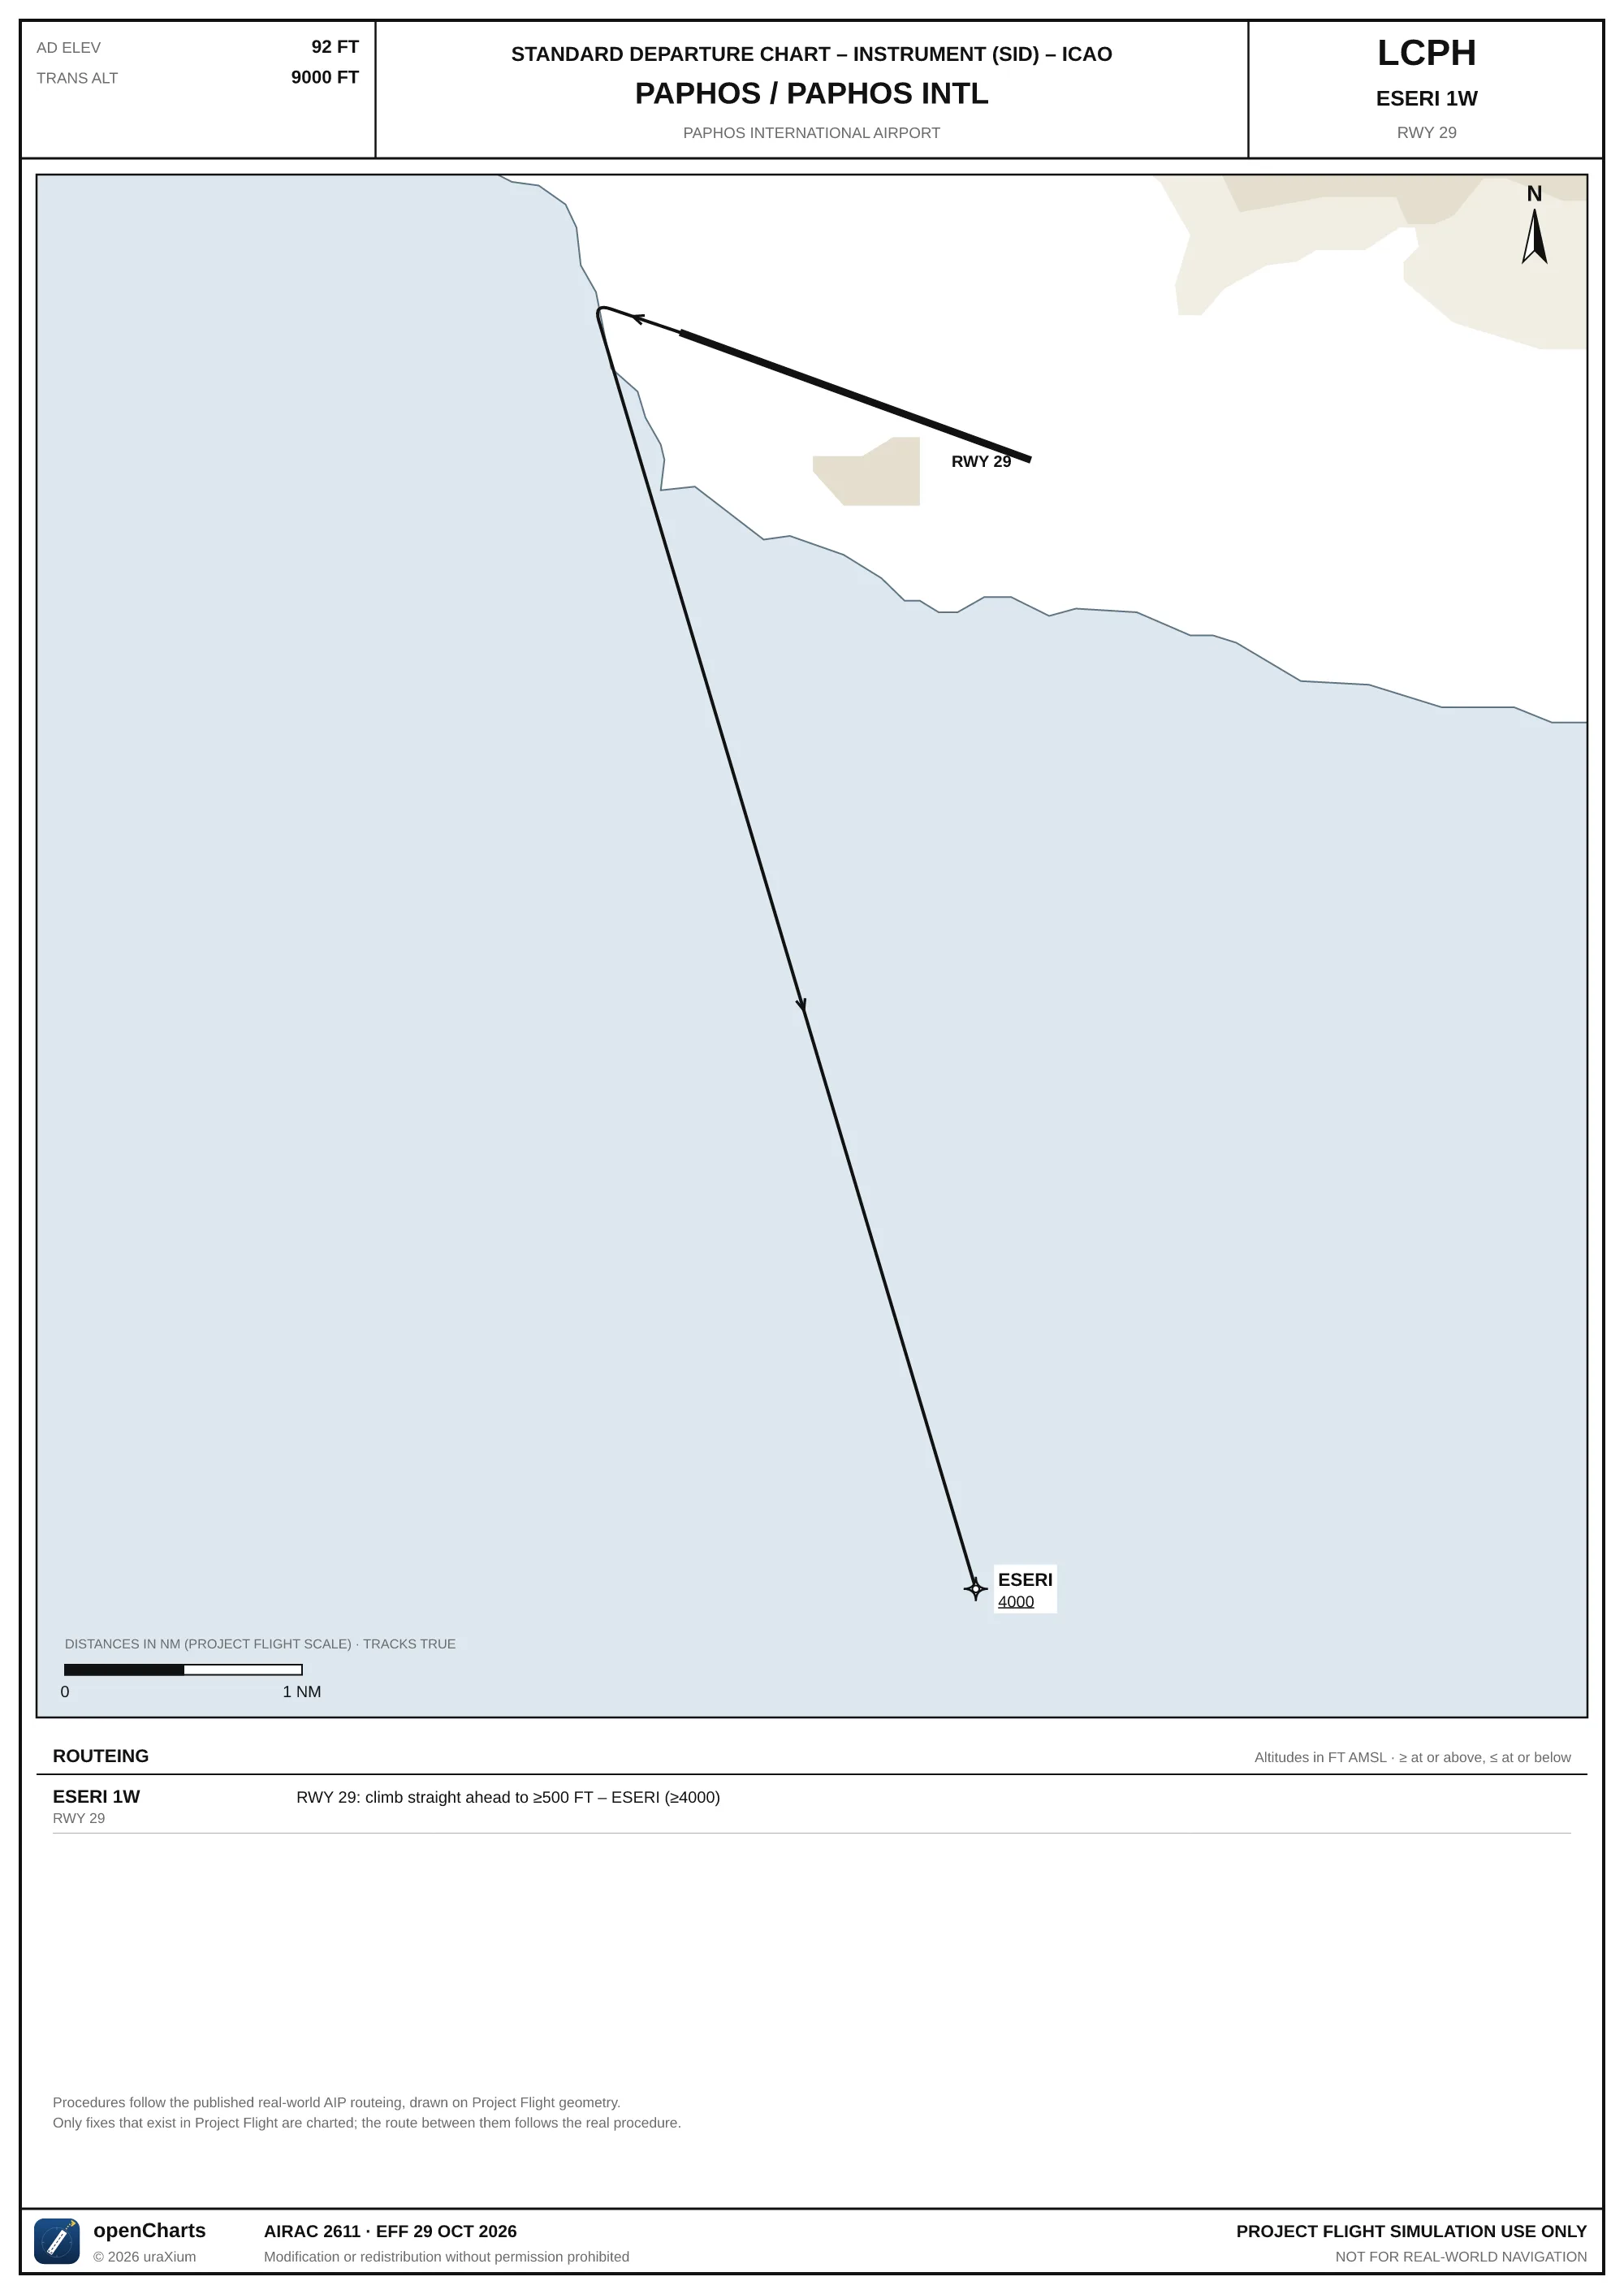 AD ELEV 92 FT
TRANS ALT 9000 FT
STANDARD DEPARTURE CHART – INSTRUMENT (SID) – ICAO
PAPHOS / PAPHOS INTL
PAPHOS INTERNATIONAL AIRPORT
LCPH
ESERI 1W
RWY 29
N
RWY 29
ESERI
4000
DISTANCES IN NM (PROJECT FLIGHT SCALE) · TRACKS TRUE
0 1 NM
ROUTEING Altitudes in FT AMSL · ≥ at or above, ≤ at or below
ESERI 1W RWY 29: climb straight ahead to ≥500 FT – ESERI (≥4000)
RWY 29
Procedures follow the published real-world AIP routeing, drawn on Project Flight geometry.
Only fixes that exist in Project Flight are charted; the route between them follows the real procedure.
openCharts AIRAC 2611 · EFF 29 OCT 2026 PROJECT FLIGHT SIMULATION USE ONLY
© 2026 uraXium Modification or redistribution without permission prohibited NOT FOR REAL-WORLD NAVIGATION